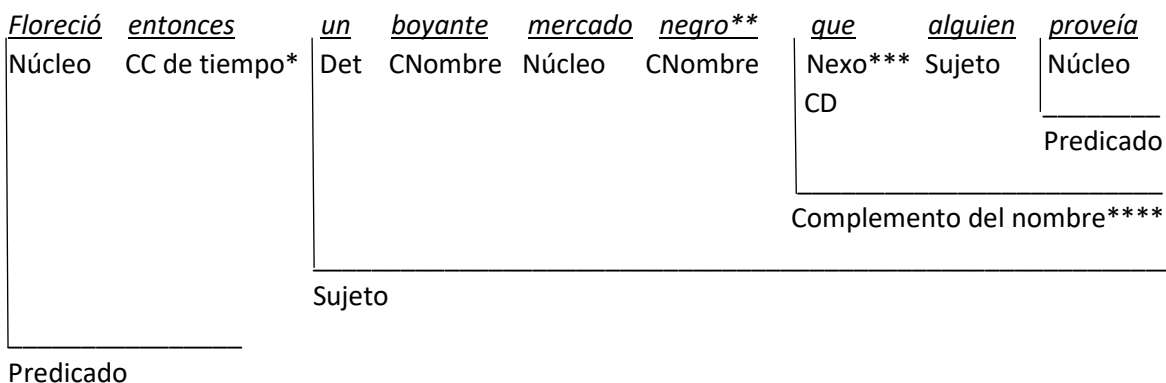 Floreció entonces un boyante mercado negro** que alguien proveía
Núcleo CC de tiempo* Det CNombre Núcleo CNombre Nexo*** Sujeto Núcleo
CD
Predicado
Complemento del nombre****
Sujeto
Predicado